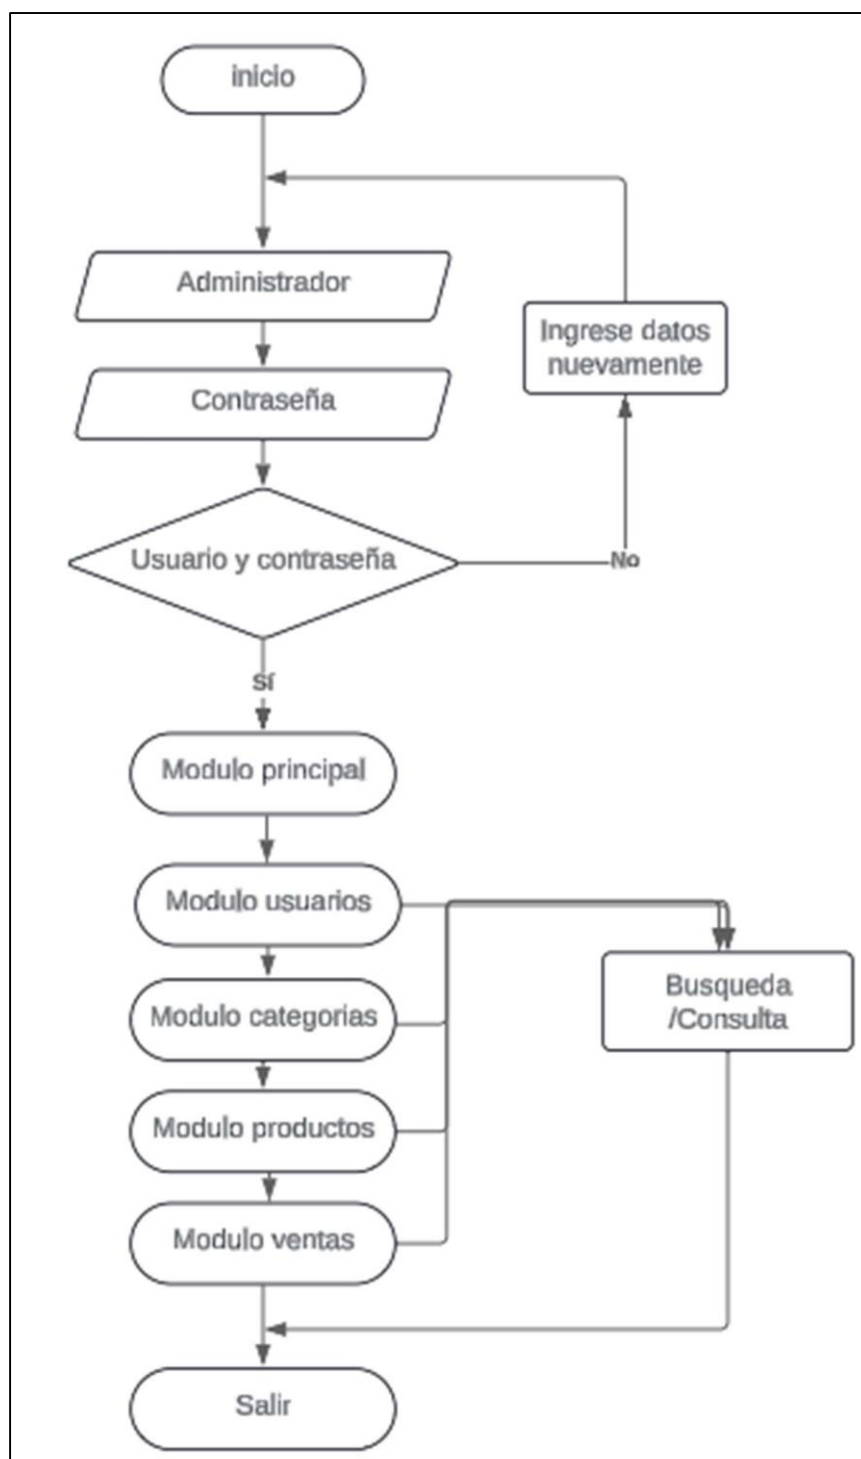 inicio
Administrador
Ingrese datos
nuevamente
Contraseña
Usuario y contraseña
No
Sí
Modulo principal
Modulo usuarios
Modulo categorias
Busqueda
/Consulta
Modulo productos
Modulo ventas
Salir